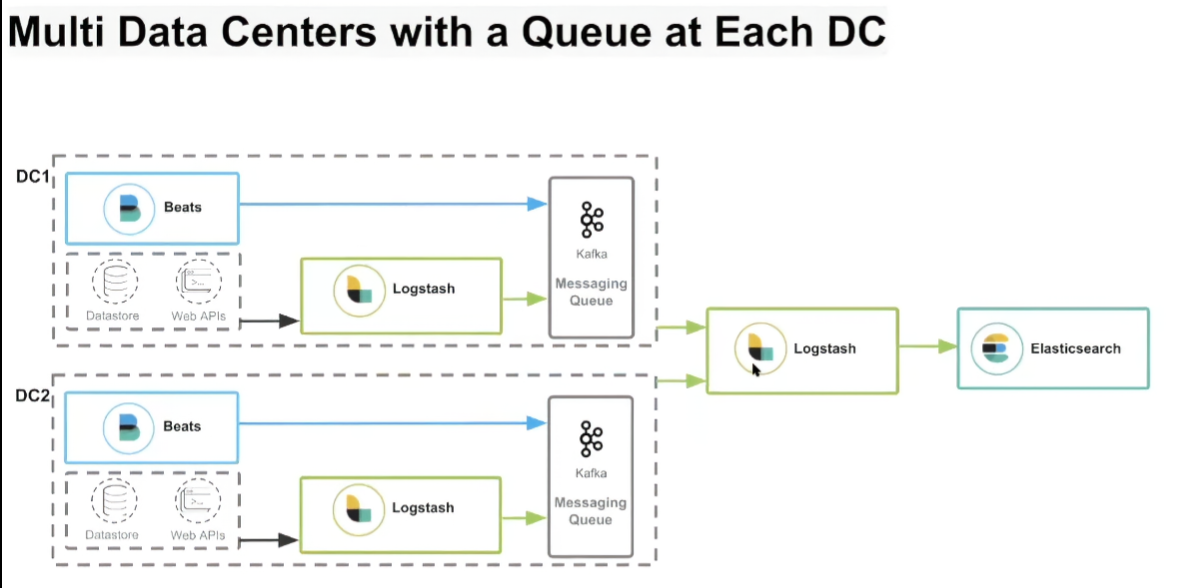 Multi Data Centers with a Queue at Each DC
DC1
Beats
Datastore
Web APIs
Logstash
Kafka
Messaging
Queue
DC2
Beats
Datastore
Web APIs
Logstash
Kafka
Messaging
Queue
Logstash
Elasticsearch